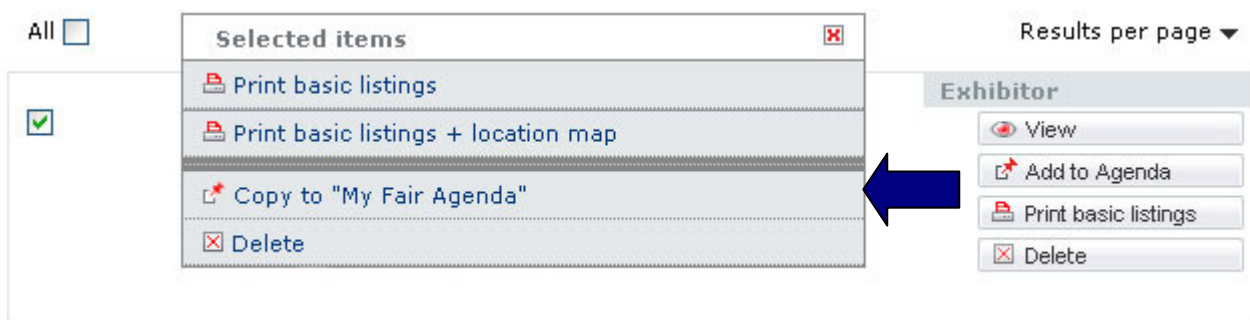 All
Selected items
Results per page
Print basic listings
Print basic listings + location map
Copy to "My Fair Agenda"
Delete
Exhibitor
View
Add to Agenda
Print basic listings
Delete